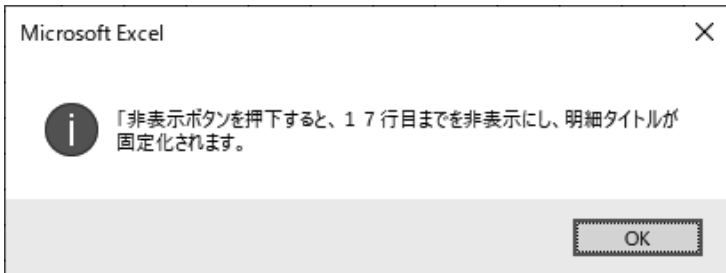 Microsoft Excel
「非表示ボタンを押下すると、１７行目までを非表示にし、明細タイトルが
固定化されます。
OK